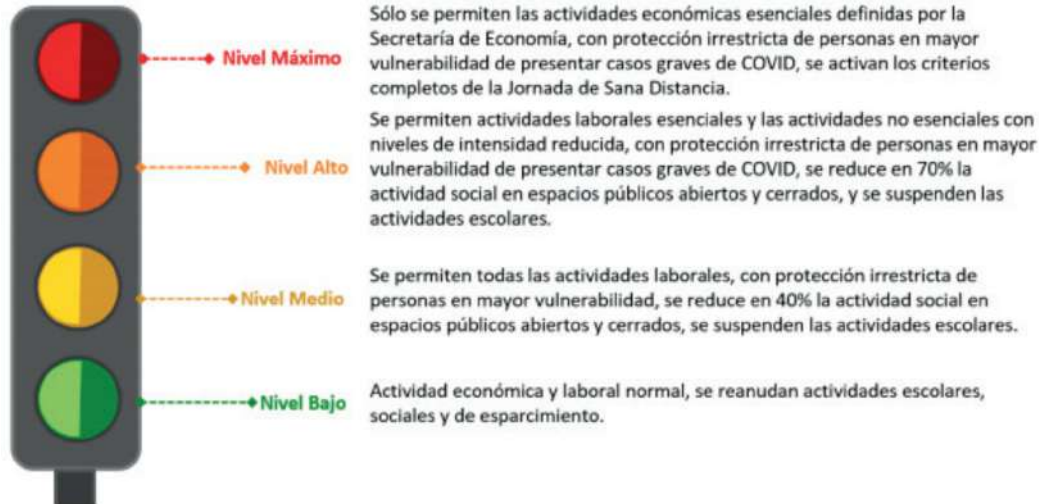 Nivel Máximo
Sólo se permiten las actividades económicas esenciales definidas por la
Secretaría de Economía, con protección irrestricta de personas en mayor
vulnerabilidad de presentar casos graves de COVID, se activan los criterios
completos de la Jornada de Sana Distancia.
Nivel Alto
Se permiten actividades laborales esenciales y las actividades no esenciales con
niveles de intensidad reducida, con protección irrestricta de personas en mayor
vulnerabilidad de presentar casos graves de COVID, se reduce en 70% la
actividad social en espacios públicos abiertos y cerrados, y se suspenden las
actividades escolares.
Nivel Medio
Se permiten todas las actividades laborales, con protección irrestricta de
personas en mayor vulnerabilidad, se reduce en 40% la actividad social en
espacios públicos abiertos y cerrados, se suspenden las actividades escolares.
Nivel Bajo
Actividad económica y laboral normal, se reanudan actividades escolares,
sociales y de esparcimiento.